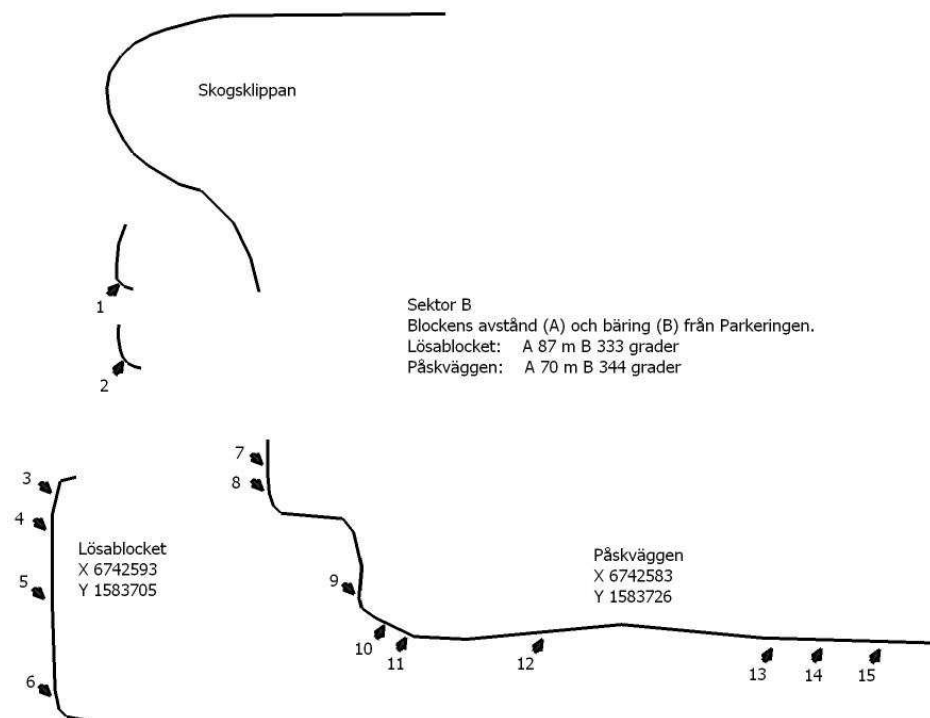 Skogsklippan
1
Sektor B
Blockens avstånd (A) och bäring (B) från Parkeringen.
Lösablocket: A 87 m B 333 grader
Påskväggen: A 70 m B 344 grader
2
7
3
8
4
Lösablocket
X 6742593
Y 1583705
Påskväggen
X 6742583
Y 1583726
5
9
10
11
12
13
14
15
6